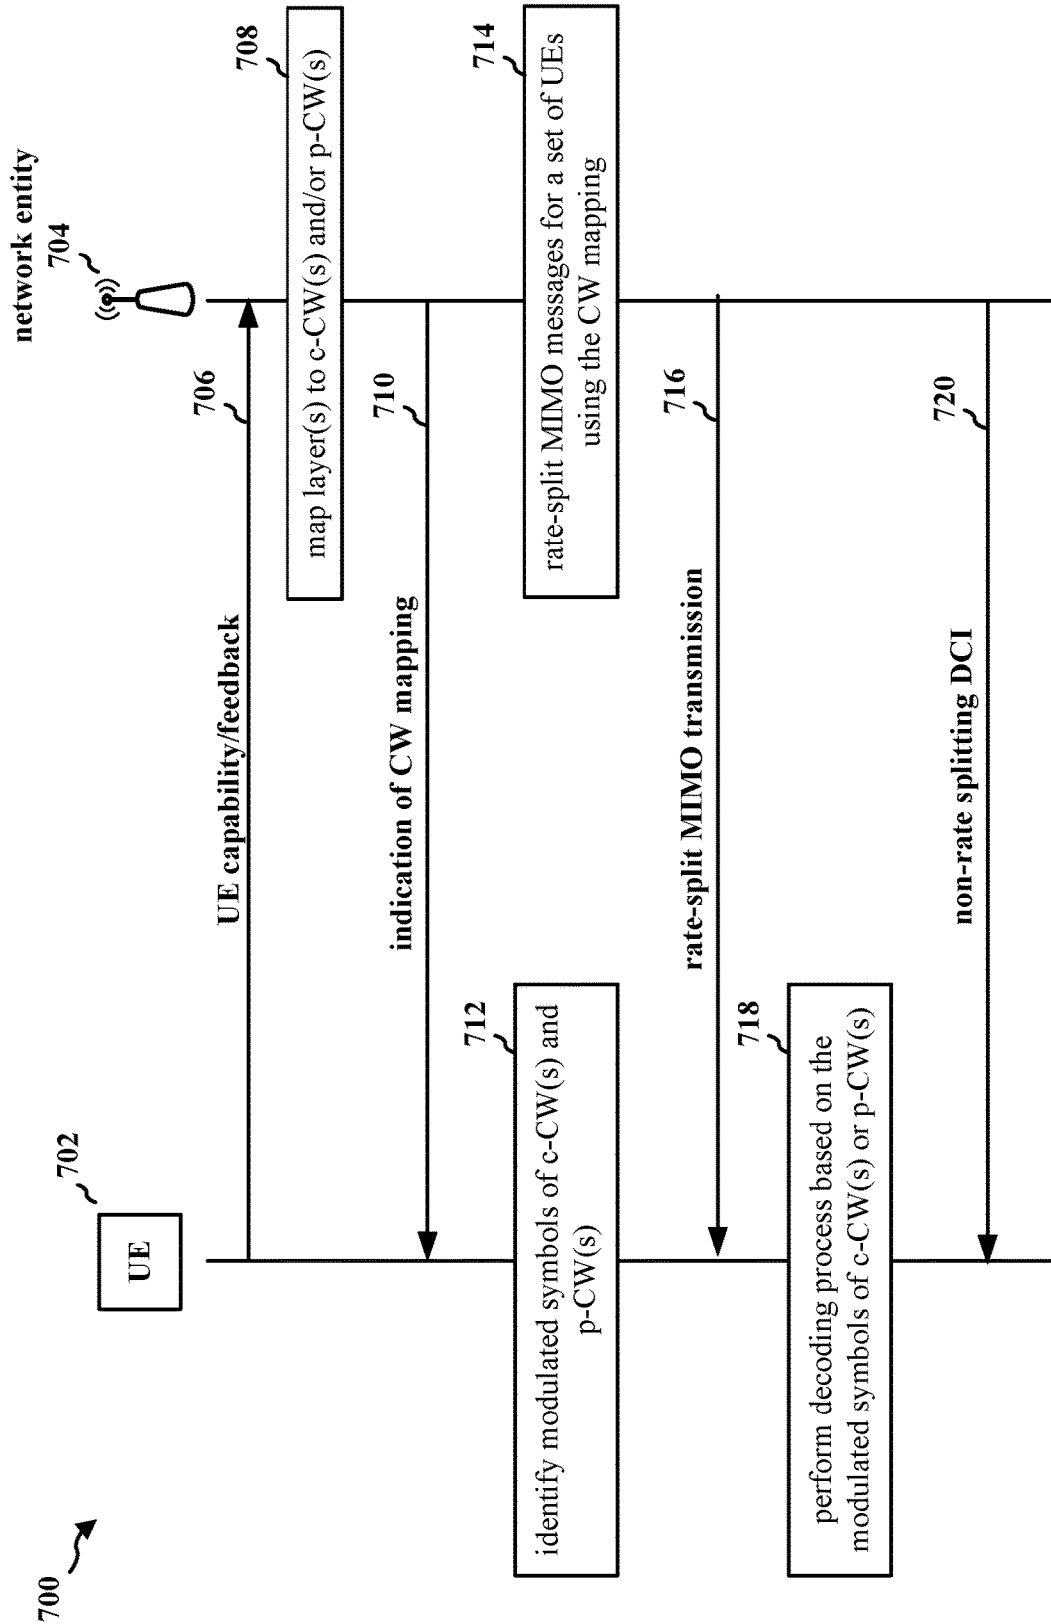 700
702
UE
network entity
704
706
UE capability/feedback
708
map layer(s) to c-CW(s) and/or p-CW(s)
710
indication of CW mapping
712
identify modulated symbols of c-CW(s) and
p-CW(s)
714
rate-split MIMO messages for a set of UEs
using the CW mapping
716
rate-split MIMO transmission
718
perform decoding process based on the
modulated symbols of c-CW(s) or p-CW(s)
720
non-rate splitting DCI